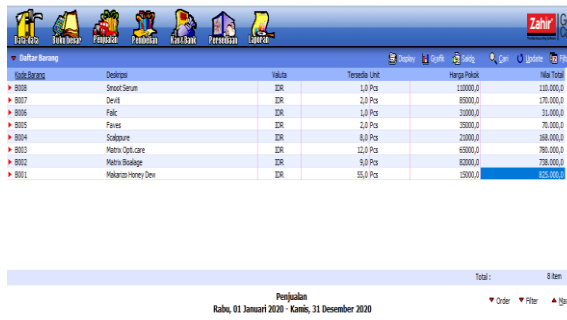 Data-data Buku Besar Penjualan Pembelian Kas & Bank Persediaan Laporan Zahir
Daftar Barang Display Grafik Saldo Cari Update
Kode Barang Deskripsi Valuta Tersedia Unit Harga Pokok Nilai Total
B008 Smoot Serum IDR 1,0 Pcs 110000,0 110.000,0
B007 Deviti IDR 2,0 Pcs 85000,0 170.000,0
B006 Falic IDR 1,0 Pcs 31000,0 31.000,0
B005 Faves IDR 2,0 Pcs 35000,0 70.000,0
B004 Scalppure IDR 8,0 Pcs 21000,0 168.000,0
B003 Matrix Opti.care IDR 12,0 Pcs 65000,0 780.000,0
B002 Matrix Bioalage IDR 9,0 Pcs 82000,0 738.000,0
B001 Makarizo Honey Dew IDR 55,0 Pcs 15000,0 825.000,0
Total : 8 item
Penjualan
Rabu, 01 Januari 2020 - Kamis, 31 Desember 2020
Order Filter